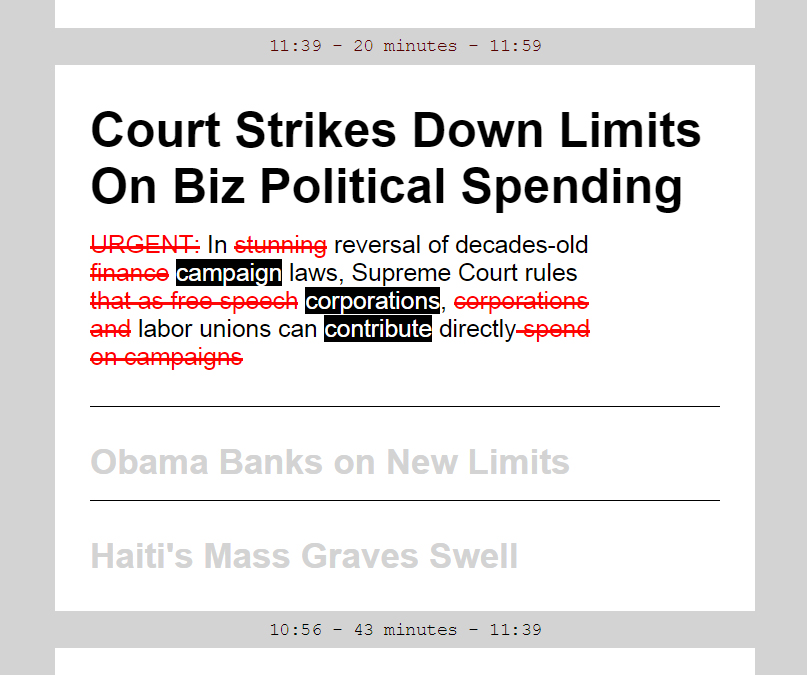 11:39 – 20 minutes – 11:59
Court Strikes Down Limits
On Biz Political Spending
URGENT: In stunning reversal of decades-old
finance campaign laws, Supreme Court rules
that as free speech corporations, corporations
and labor unions can contribute directly spend
on campaigns
Obama Banks on New Limits
Haiti's Mass Graves Swell
10:56 – 43 minutes – 11:39